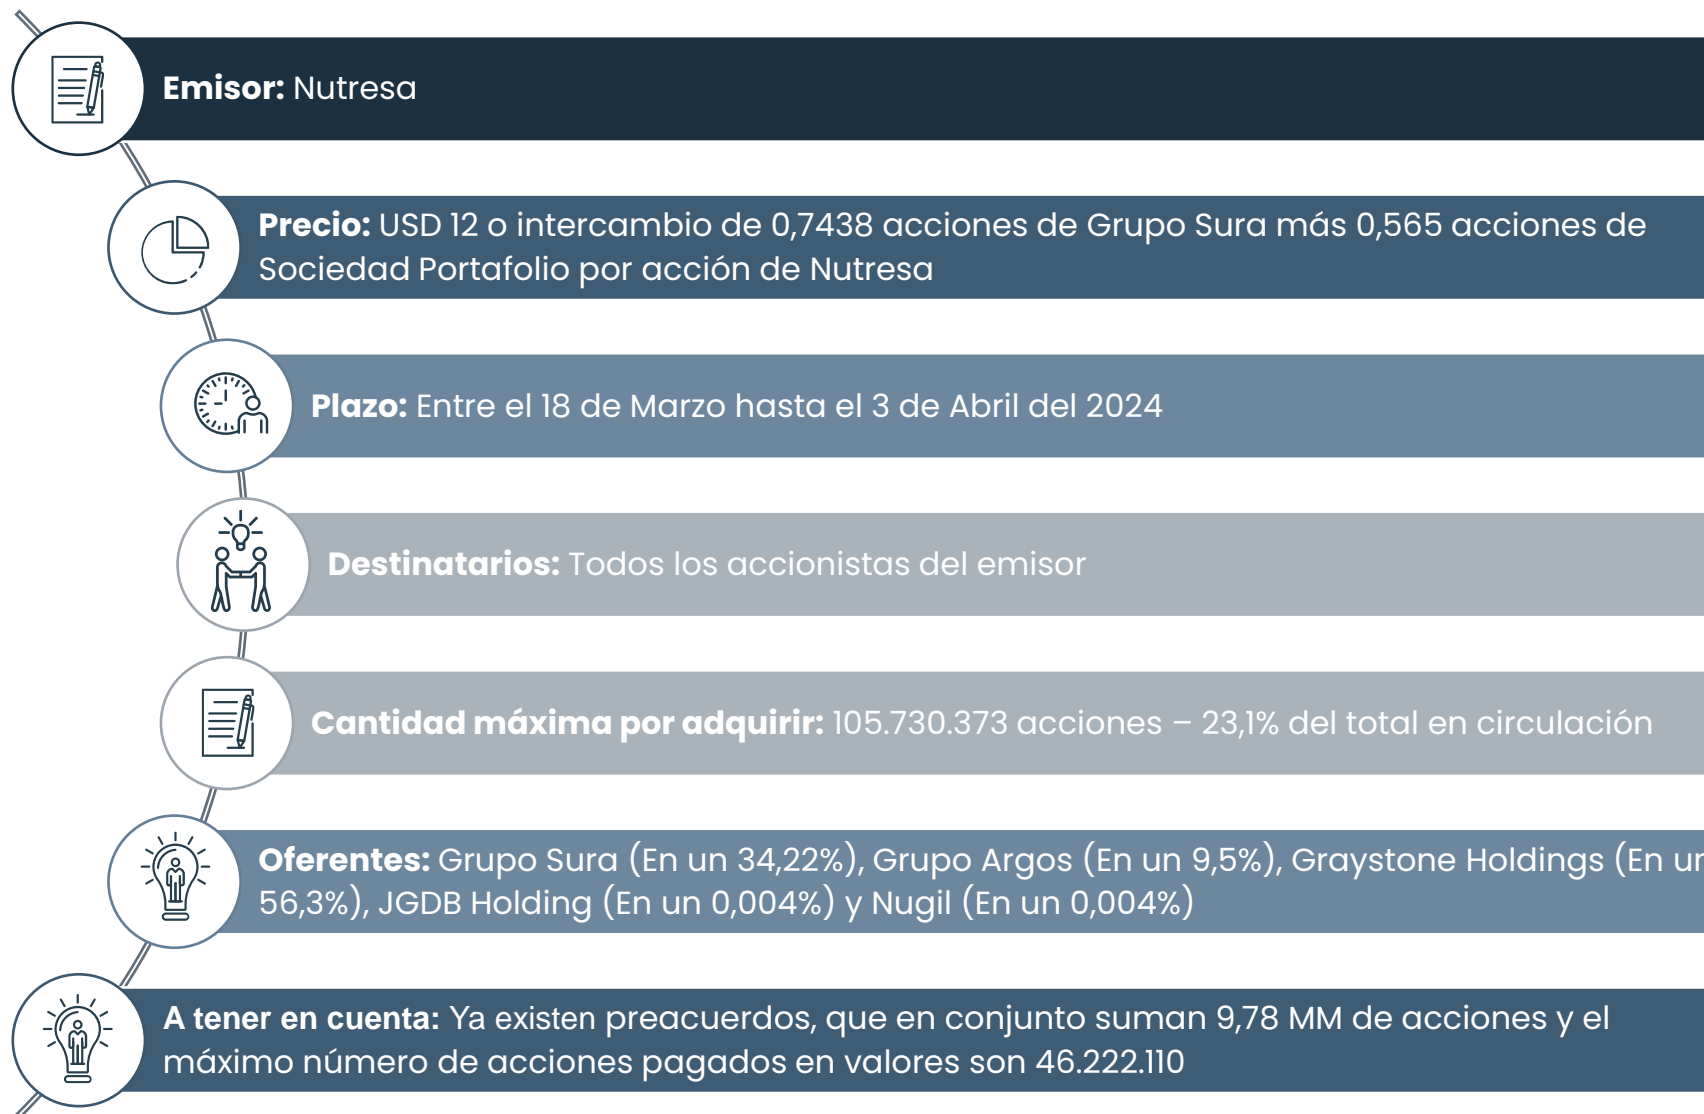 Emisor: Nutresa
Precio: USD 12 o intercambio de 0,7438 acciones de Grupo Sura más 0,565 acciones de
Sociedad Portafolio por acción de Nutresa
Plazo: Entre el 18 de Marzo hasta el 3 de Abril del 2024
Destinatarios: Todos los accionistas del emisor
Cantidad máxima por adquirir: 105.730.373 acciones – 23,1% del total en circulación
Oferentes: Grupo Sura (En un 34,22%), Grupo Argos (En un 9,5%), Graystone Holdings (En
56,3%), JGDB Holding (En un 0,004%) y Nugil (En un 0,004%)
A tener en cuenta: Ya existen preacuerdos, que en conjunto suman 9,78 MM de acciones y el
máximo número de acciones pagados en valores son 46.222.110